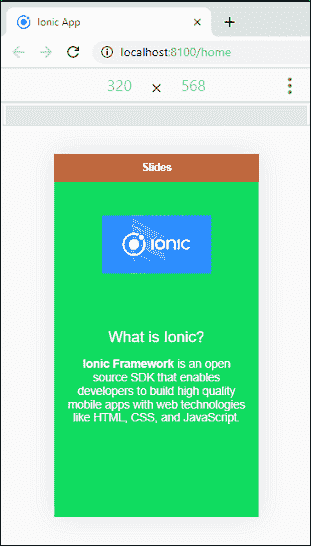 Ionic App
localhost:8100/home
320 × 568
Slides
ionic
What is Ionic?
Ionic Framework is an open
source SDK that enables
developers to build high quality
mobile apps with web technologies
like HTML, CSS, and JavaScript.